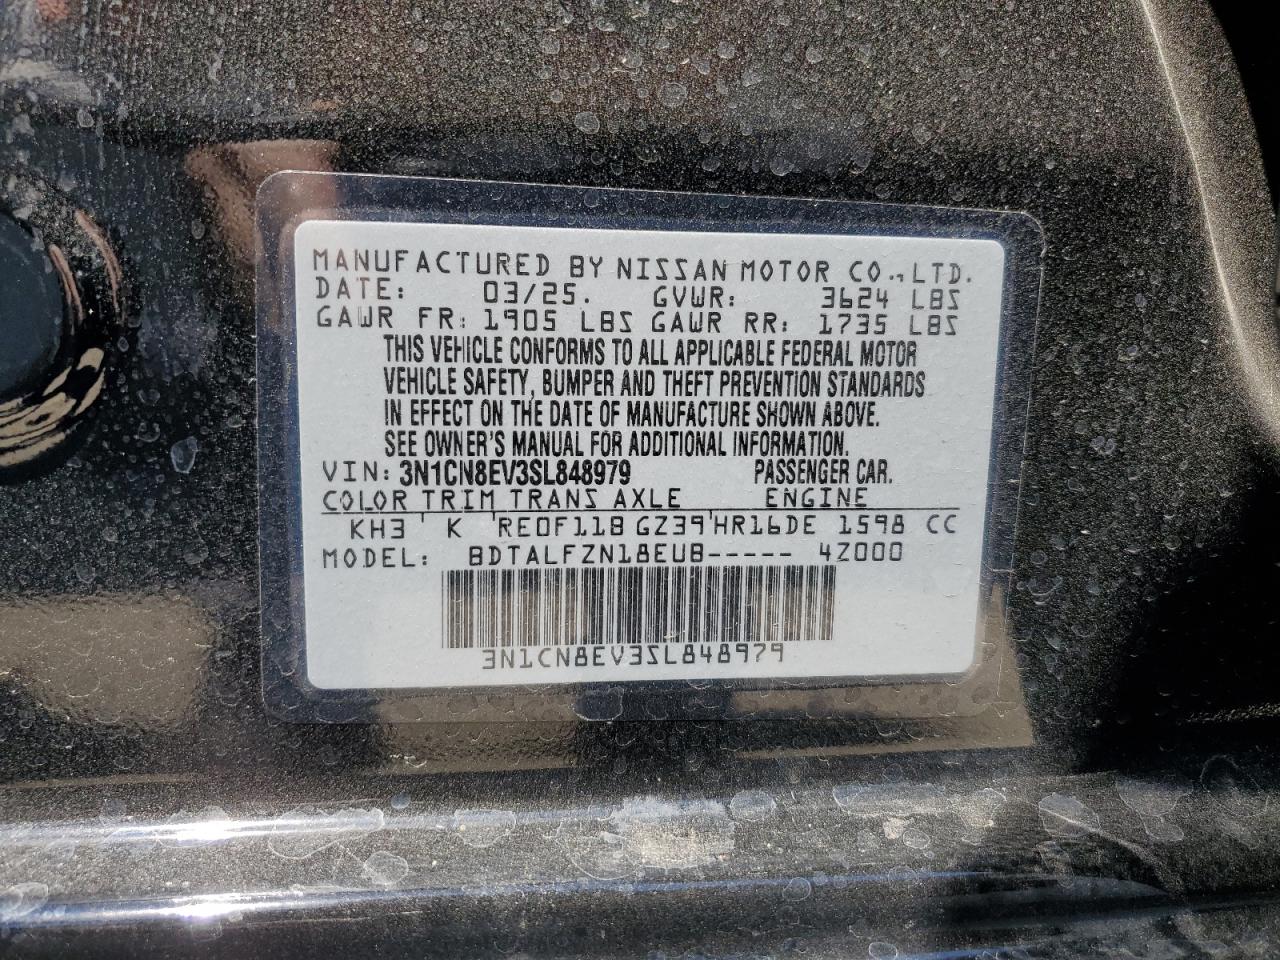 MANUFACTURED BY NISSAN MOTOR CO., LTD.
DATE: 03/25. GVWR: 3624 LBS
GAWR FR: 1905 LBS GAWR RR: 1735 LBS
THIS VEHICLE CONFORMS TO ALL APPLICABLE FEDERAL MOTOR
VEHICLE SAFETY, BUMPER AND THEFT PREVENTION STANDARDS
IN EFFECT ON THE DATE OF MANUFACTURE SHOWN ABOVE.
SEE OWNER'S MANUAL FOR ADDITIONAL INFORMATION.
VIN: 3N1CN8EV3SL848979 PASSENGER CAR.
COLOR TRIM TRANS AXLE ENGINE
KH3 ' K ' RE0F11B GZ39 ' HR16DE 1598 CC
MODEL: BDTALFZN18EUB----- 4Z000
3N1CN8EV3SL848979